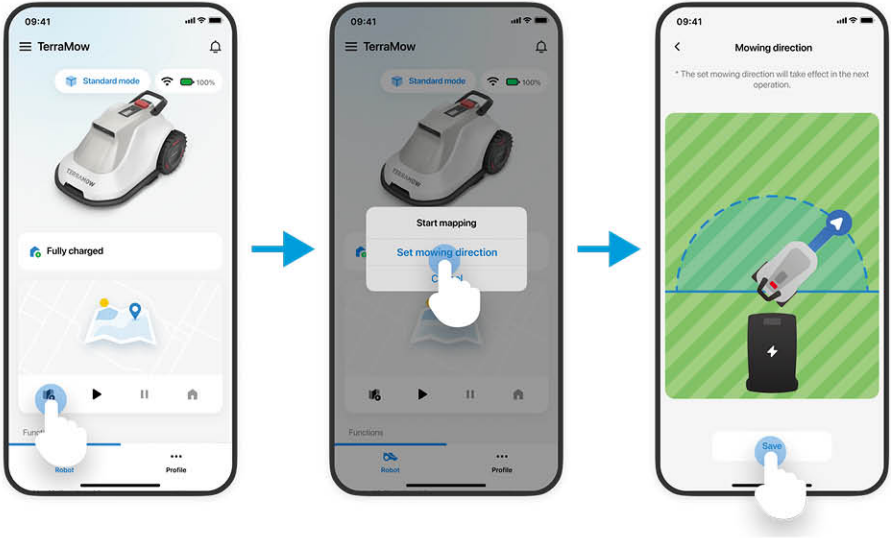 09:41
TerraMow
Standard mode
100%
TERRAMOW
Fully charged
Robot
Profile
09:41
TerraMow
Standard mode
100%
Start mapping
Set mowing direction
Functions
Robot
Profile
09:41
Mowing direction
* The set mowing direction will take effect in the next
operation.
Save